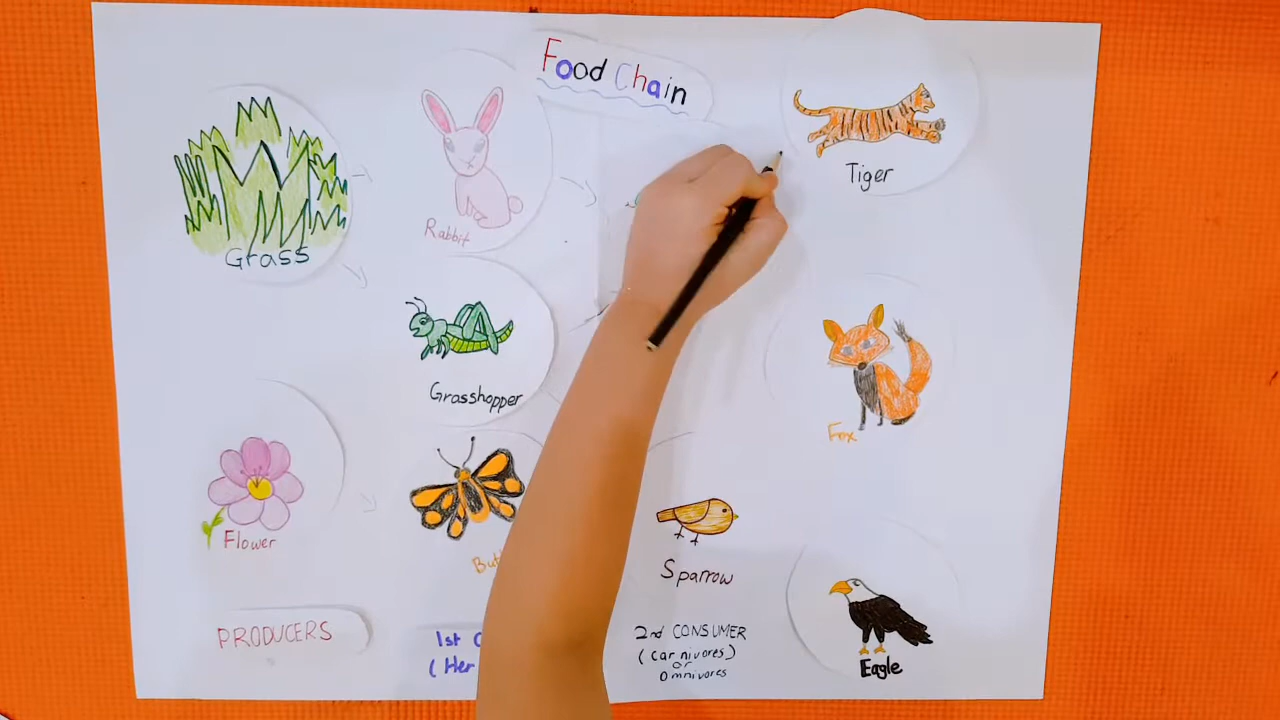 Food Chain
Grass
Rabbit
Tiger
Grasshopper
Fox
Flower
Sparrow
Eagle
PRODUCERS
1st
2nd CONSUMER
(carnivores)
or
Omnivores